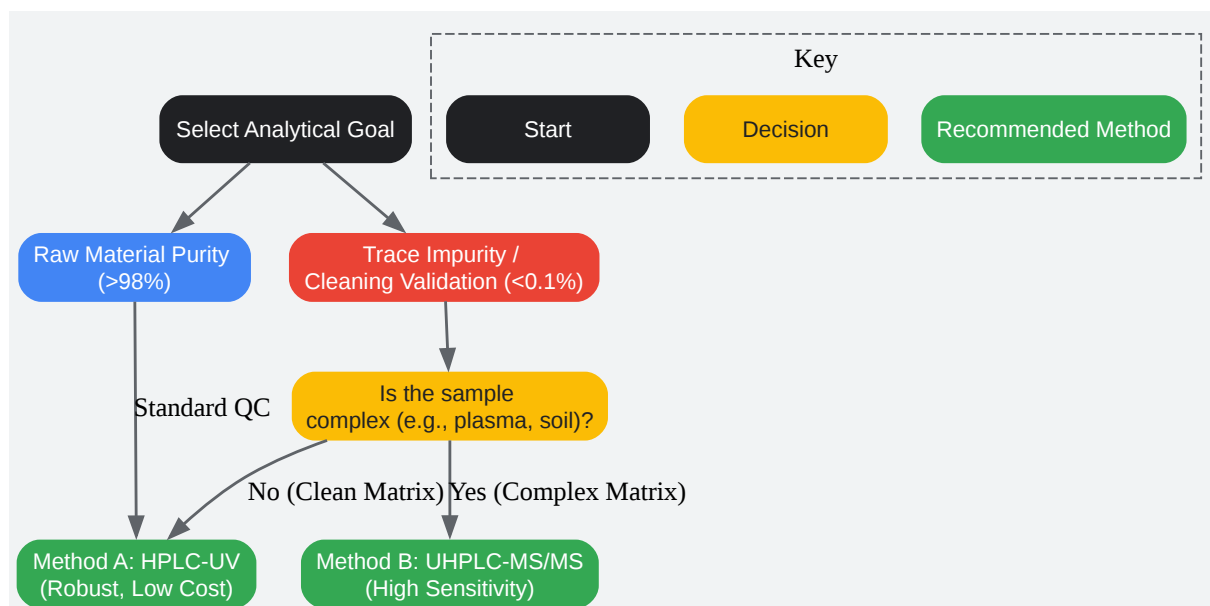 Key
Select Analytical Goal
Start
Decision
Recommended Method
Raw Material Purity
(>98%)
Trace Impurity /
Cleaning Validation (<0.1%)
Is the sample
complex (e.g., plasma, soil)?
Standard QC
No (Clean Matrix)
Yes (Complex Matrix)
Method A: HPLC-UV
(Robust, Low Cost)
Method B: UHPLC-MS/MS
(High Sensitivity)